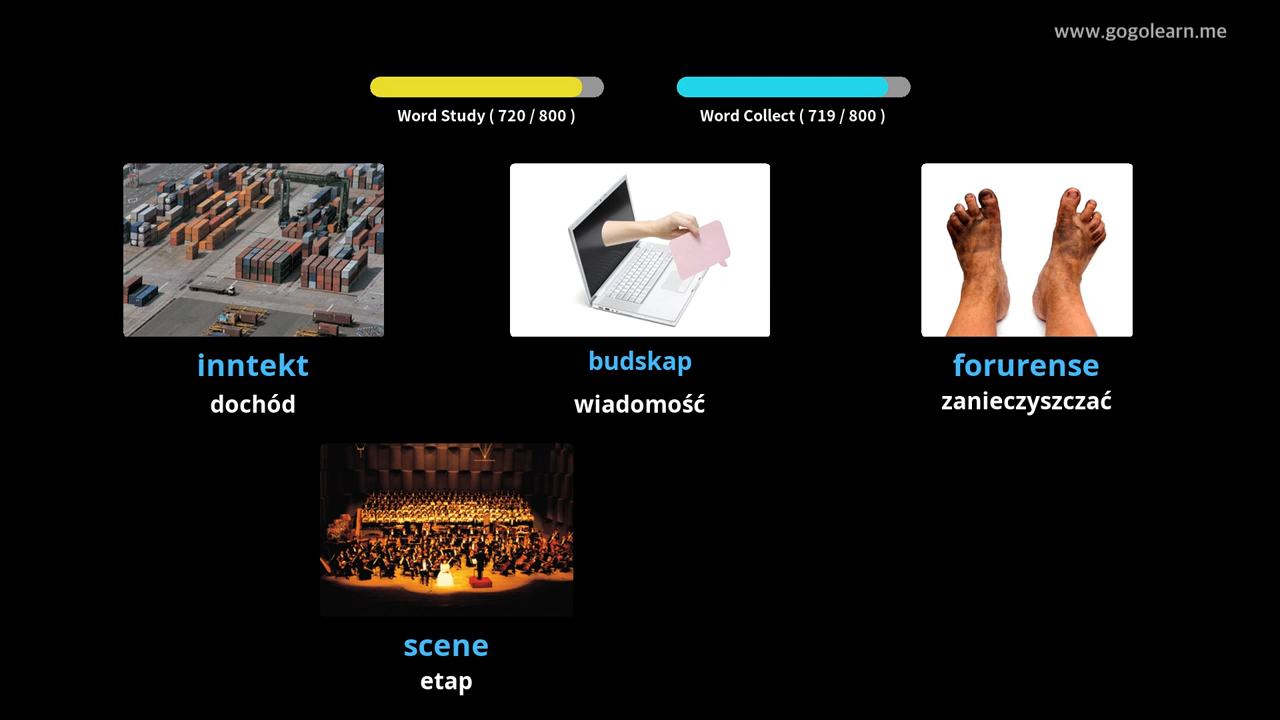 www.gogolearn.me
Word Study ( 720 / 800 )
Word Collect ( 719 / 800 )
inntekt
dochód
budskap
wiadomość
forurense
zanieczyszczać
scene
etap